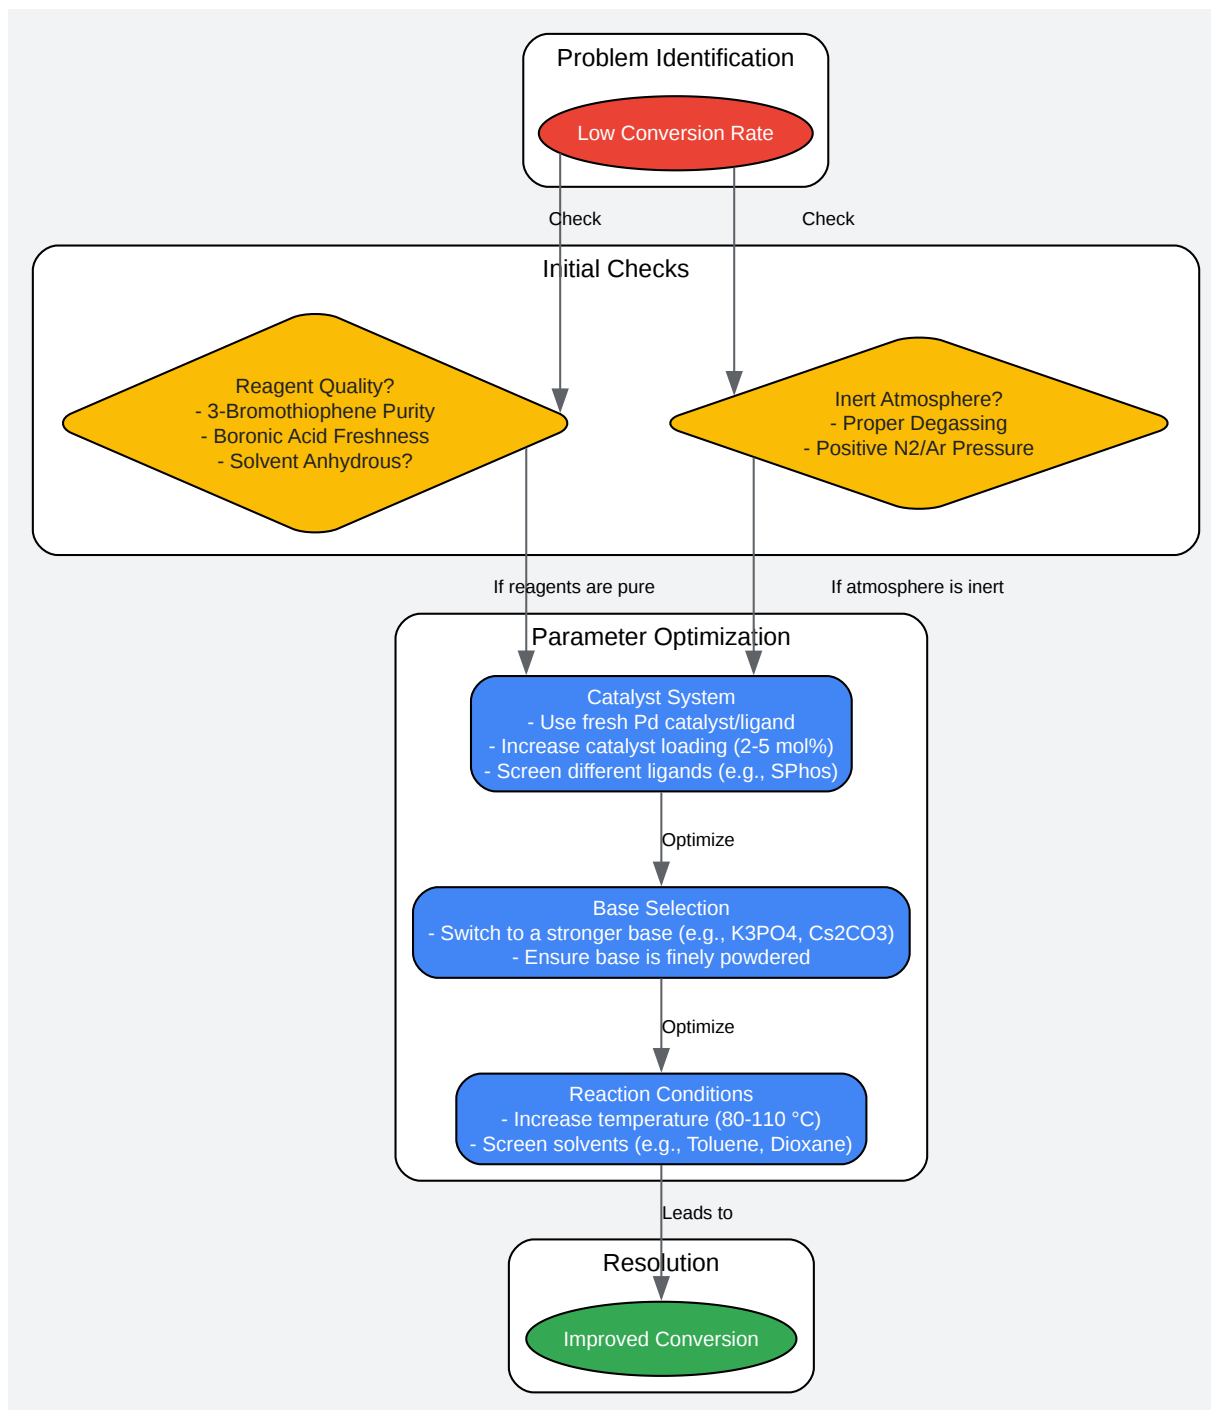 Problem Identification
Low Conversion Rate
Check
Check
Initial Checks
Reagent Quality?
- 3-Bromothiophene Purity
- Boronic Acid Freshness
- Solvent Anhydrous?
Inert Atmosphere?
- Proper Degassing
- Positive N2/Ar Pressure
If reagents are pure
If atmosphere is inert
Parameter Optimization
Catalyst System
- Use fresh Pd catalyst/ligand
- Increase catalyst loading (2-5 mol%)
- Screen different ligands (e.g., SPhos)
Optimize
Base Selection
- Switch to a stronger base (e.g., K3PO4, Cs2CO3)
- Ensure base is finely powdered
Optimize
Reaction Conditions
- Increase temperature (80-110 °C)
- Screen solvents (e.g., Toluene, Dioxane)
Leads to
Resolution
Improved Conversion